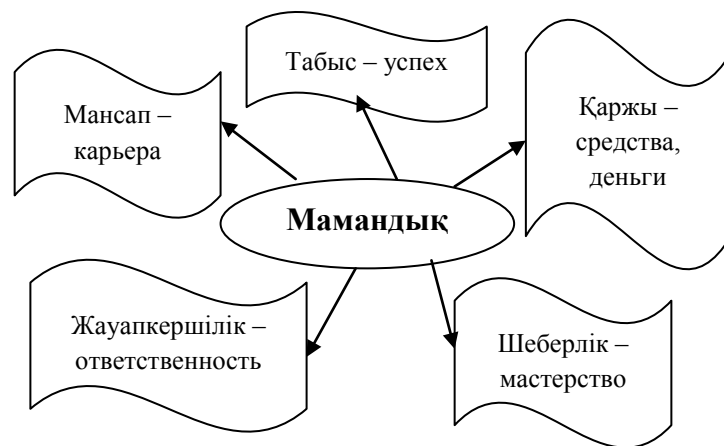 Табыс – успех
Мансап –
карьера
Қаржы –
средства,
деньги
Мамандық
Жауапкершілік –
ответственность
Шеберлік –
мастерство